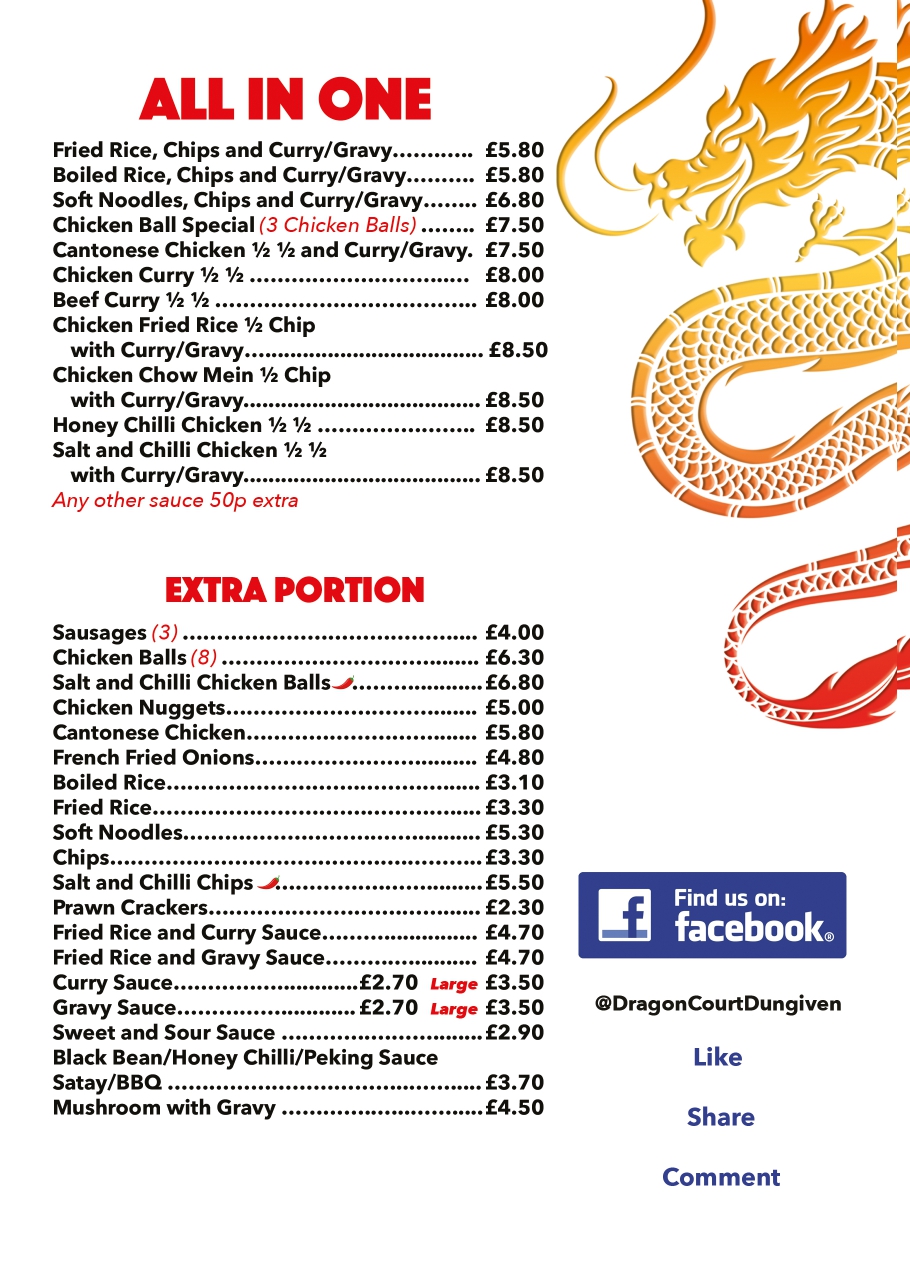 ALL IN ONE
Fried Rice, Chips and Curry/Gravy............ £5.80
Boiled Rice, Chips and Curry/Gravy.......... £5.80
Soft Noodles, Chips and Curry/Gravy........ £6.80
Chicken Ball Special (3 Chicken Balls) ........ £7.50
Cantonese Chicken ½ ½ and Curry/Gravy. £7.50
Chicken Curry ½ ½ ................................ £8.00
Beef Curry ½ ½ ...................................... £8.00
Chicken Fried Rice ½ Chip
with Curry/Gravy.................................... £8.50
Chicken Chow Mein ½ Chip
with Curry/Gravy.................................... £8.50
Honey Chilli Chicken ½ ½ ....................... £8.50
Salt and Chilli Chicken ½ ½
with Curry/Gravy.................................... £8.50
Any other sauce 50p extra
EXTRA PORTION
Sausages (3) ........................................... £4.00
Chicken Balls (8) ...................................... £6.30
Salt and Chilli Chicken Balls................... £6.80
Chicken Nuggets..................................... £5.00
Cantonese Chicken.................................. £5.80
French Fried Onions................................. £4.80
Boiled Rice.............................................. £3.10
Fried Rice................................................ £3.30
Soft Noodles............................................ £5.30
Chips....................................................... £3.30
Salt and Chilli Chips ............................... £5.50
Prawn Crackers........................................ £2.30
Fried Rice and Curry Sauce....................... £4.70
Fried Rice and Gravy Sauce...................... £4.70
Curry Sauce...........................£2.70 Large £3.50
Gravy Sauce..........................£2.70 Large £3.50
Sweet and Sour Sauce .............................£2.90
Black Bean/Honey Chilli/Peking Sauce
Satay/BBQ ..............................................£3.70
Mushroom with Gravy .............................£4.50
f
Find us on:
facebook®
@DragonCourtDungiven
Like
Share
Comment